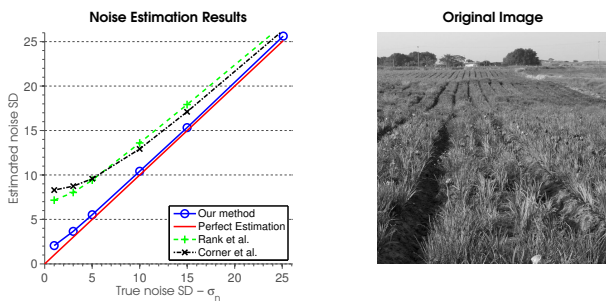 Noise Estimation Results
Original Image
25
20
15
10
5
0
Estimated noise SD
Our method
Perfect Estimation
Rank et al.
Corner et al.
0 5 10 15 20 25
True noise SD – σn